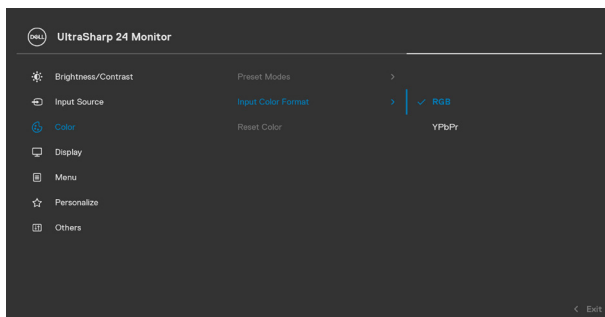 DELL UltraSharp 24 Monitor
Brightness/Contrast Preset Modes >
Input Source Input Color Format > ✓ RGB
Color Reset Color YPbPr
Display
Menu
Personalize
Others
< Exit